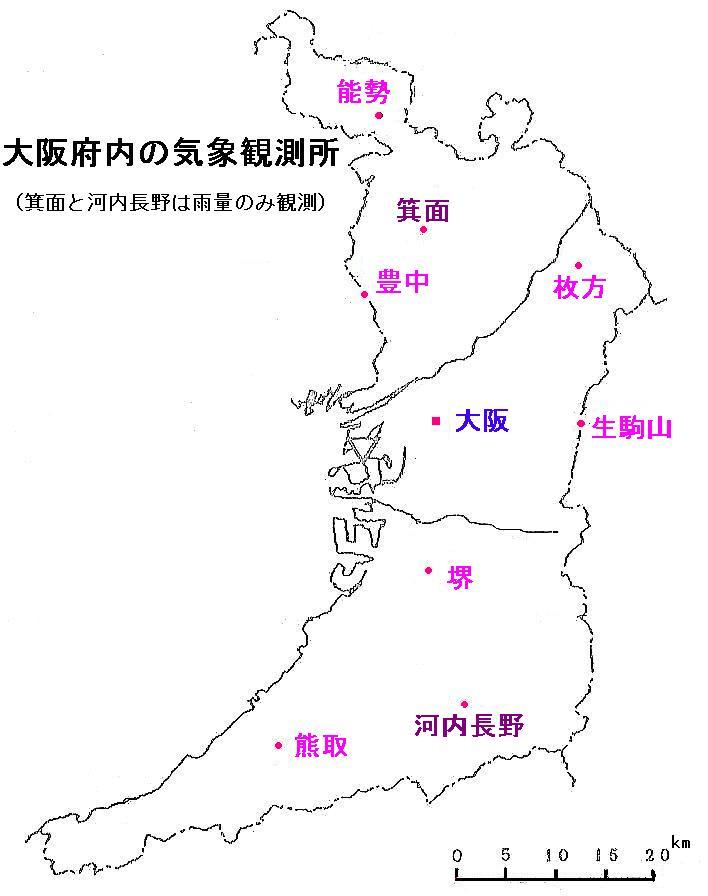 能勢
大阪府内の気象観測所
（箕面と河内長野は雨量のみ観測）
箕面
豊中
枚方
大阪
生駒山
堺
河内長野
熊取
0 5 10 15 20km